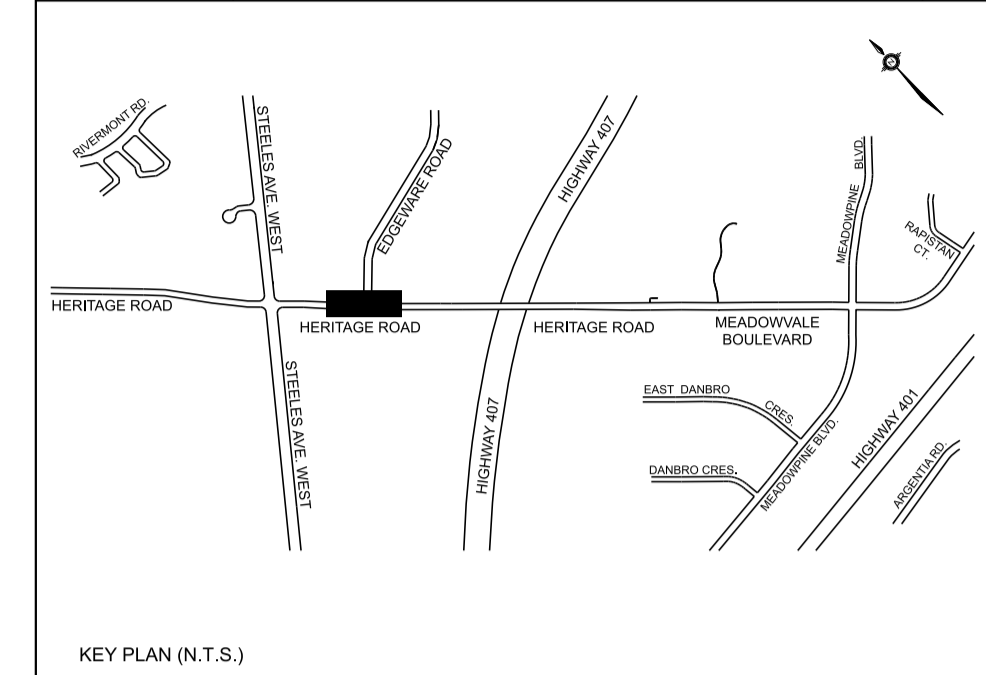 RIVERMONT RD.
STEELES AVE. WEST
EDGEWARE ROAD
HIGHWAY 407
MEADOWPINE BLVD.
RAPISTAN
CT.
HERITAGE ROAD
HERITAGE ROAD
HERITAGE ROAD
MEADOWVALE
BOULEVARD
STEELES AVE. WEST
HIGHWAY 407
EAST DANBRO CRES.
DANBRO CRES.
MEADOWPINE BLVD.
HIGHWAY 401
ARGENTIA RD.
KEY PLAN (N.T.S.)